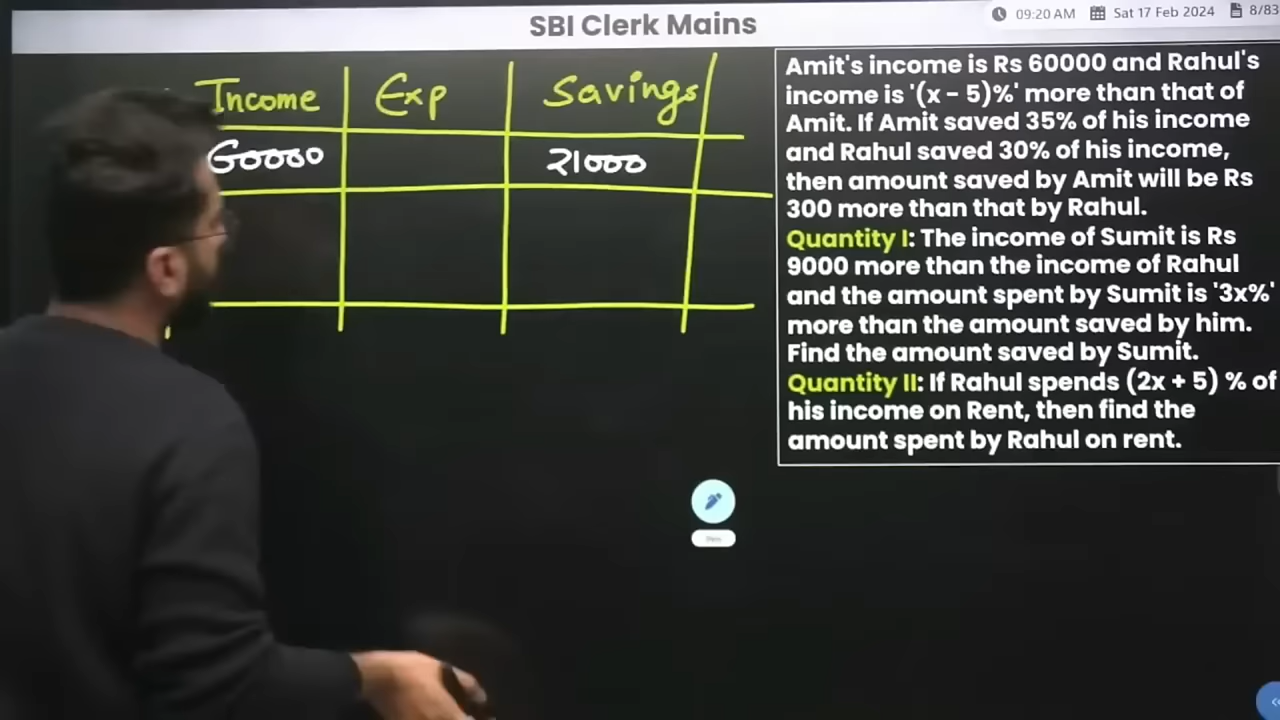 SBI Clerk Mains
09:20 AM Sat 17 Feb 2024 8/83
Income Exp Savings
60000 21000
Amit's income is Rs 60000 and Rahul's
income is '(x - 5)%' more than that of
Amit. If Amit saved 35% of his income
and Rahul saved 30% of his income,
then amount saved by Amit will be Rs
300 more than that by Rahul.
Quantity I: The income of Sumit is Rs
9000 more than the income of Rahul
and the amount spent by Sumit is '3x%'
more than the amount saved by him.
Find the amount saved by Sumit.
Quantity II: If Rahul spends (2x + 5) % of
his income on Rent, then find the
amount spent by Rahul on rent.
Pen